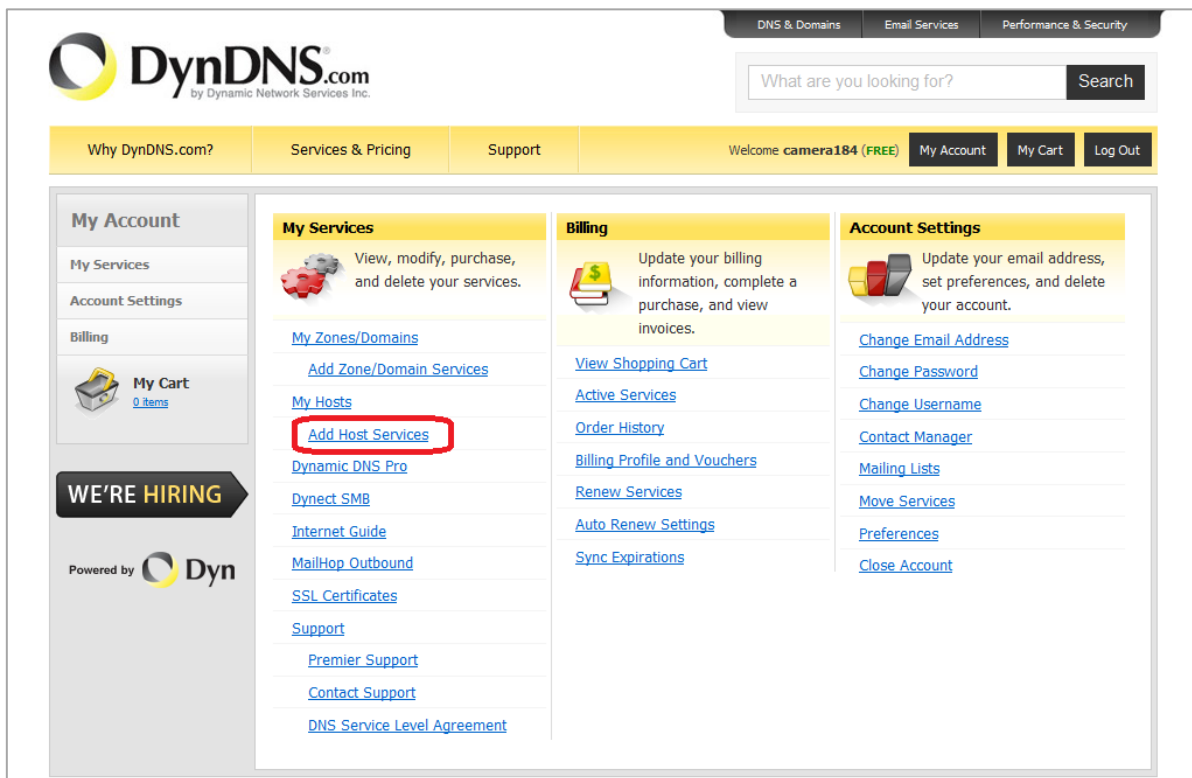 DNS & Domains Email Services Performance & Security
DynDNS.com
by Dynamic Network Services Inc.
What are you looking for? Search
Why DynDNS.com? Services & Pricing Support Welcome camera184 (FREE) My Account My Cart Log Out
My Account
My Services
Account Settings
Billing
My Cart
0 items
WE'RE HIRING
Powered by Dyn
My Services
View, modify, purchase,
and delete your services.
My Zones/Domains
Add Zone/Domain Services
My Hosts
Add Host Services
Dynamic DNS Pro
Dynect SMB
Internet Guide
MailHop Outbound
SSL Certificates
Support
Premier Support
Contact Support
DNS Service Level Agreement
Billing
Update your billing
information, complete a
purchase, and view
invoices.
View Shopping Cart
Active Services
Order History
Billing Profile and Vouchers
Renew Services
Auto Renew Settings
Sync Expirations
Account Settings
Update your email address,
set preferences, and delete
your account.
Change Email Address
Change Password
Change Username
Contact Manager
Mailing Lists
Move Services
Preferences
Close Account